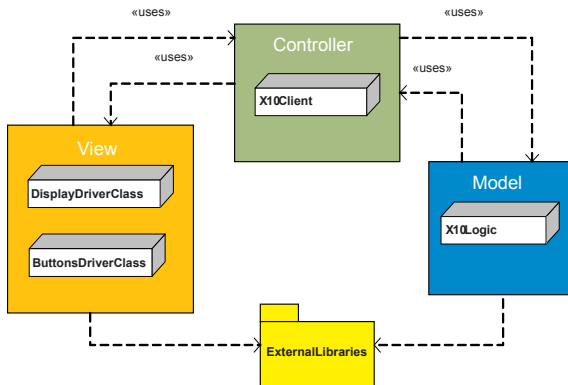 «uses»
Controller
«uses»
«uses»
«uses»
X10Client
View
DisplayDriverClass
ButtonsDriverClass
Model
X10Logic
ExternalLibraries